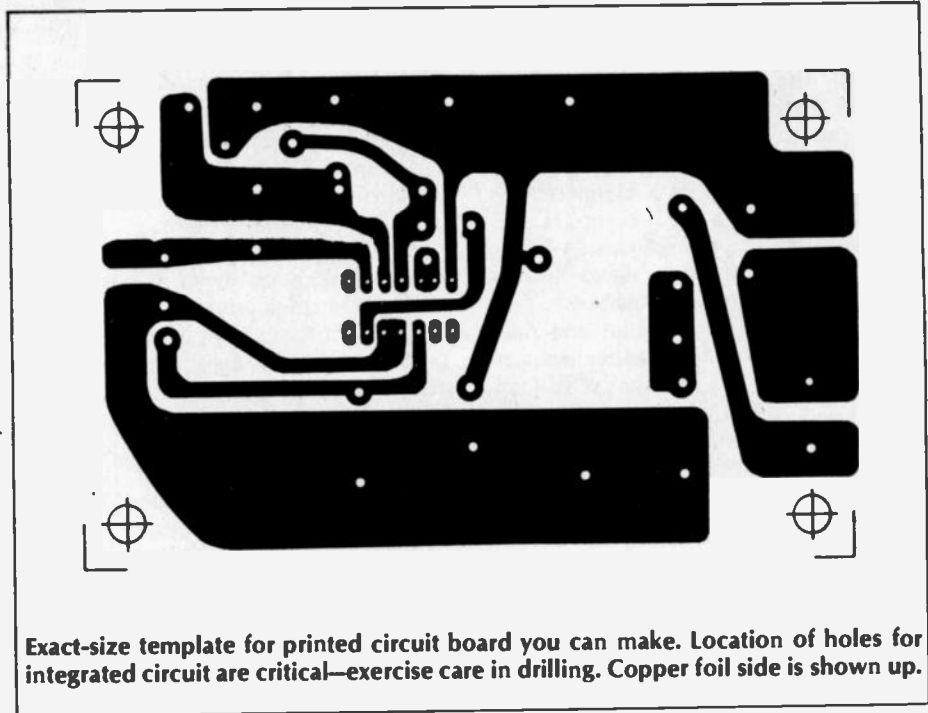 Exact-size template for printed circuit board you can make. Location of holes for
integrated circuit are critical—exercise care in drilling. Copper foil side is shown up.